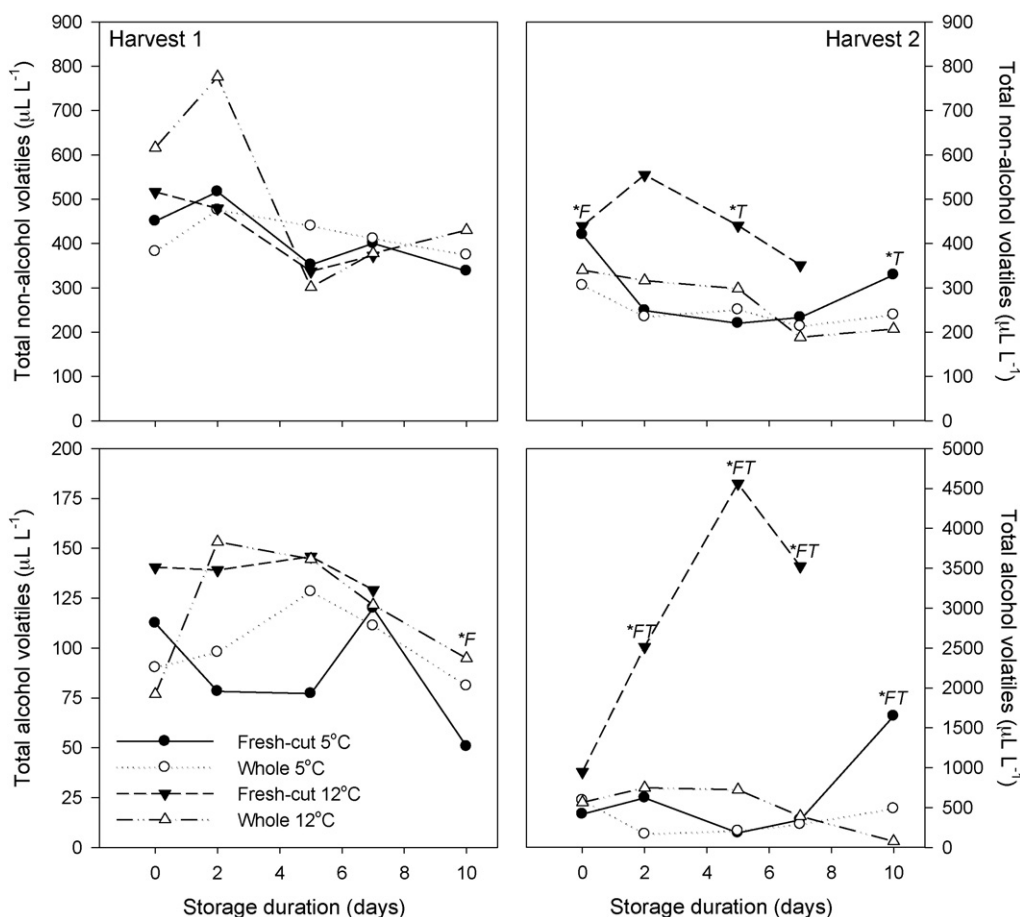 Harvest 1
Total non-alcohol volatiles (μL L⁻¹)
900
800
700
600
500
400
300
200
100
0
Harvest 2
*F
*T
*T
900
800
700
600
500
400
300
200
100
0
Total non-alcohol volatiles (μL L⁻¹)
Total alcohol volatiles (μL L⁻¹)
200
175
150
125
100
75
50
25
0
*F
Fresh-cut 5°C
Whole 5°C
Fresh-cut 12°C
Whole 12°C
0 2 4 6 8 10
Storage duration (days)
*FT
*FT
*FT
*FT
5000
4500
4000
3500
3000
2500
2000
1500
1000
500
0
Total alcohol volatiles (μL L⁻¹)
0 2 4 6 8 10
Storage duration (days)